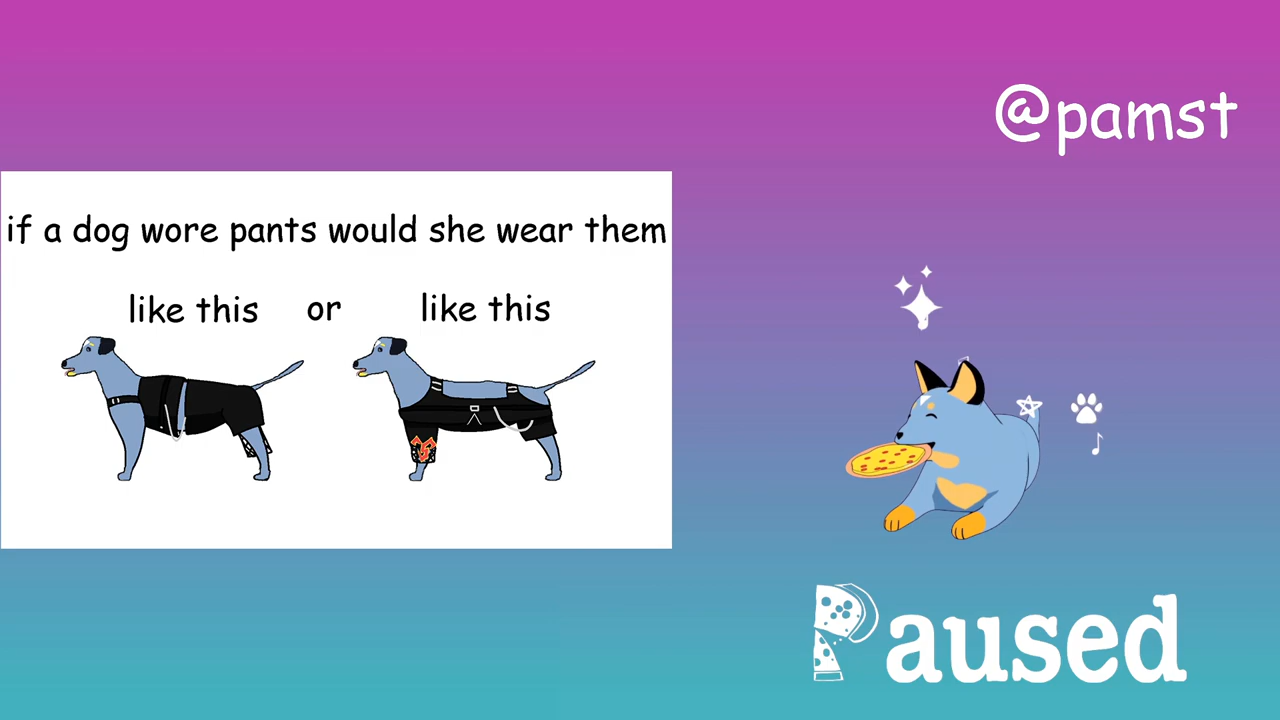 @pamst
if a dog wore pants would she wear them
like this or like this
Paused